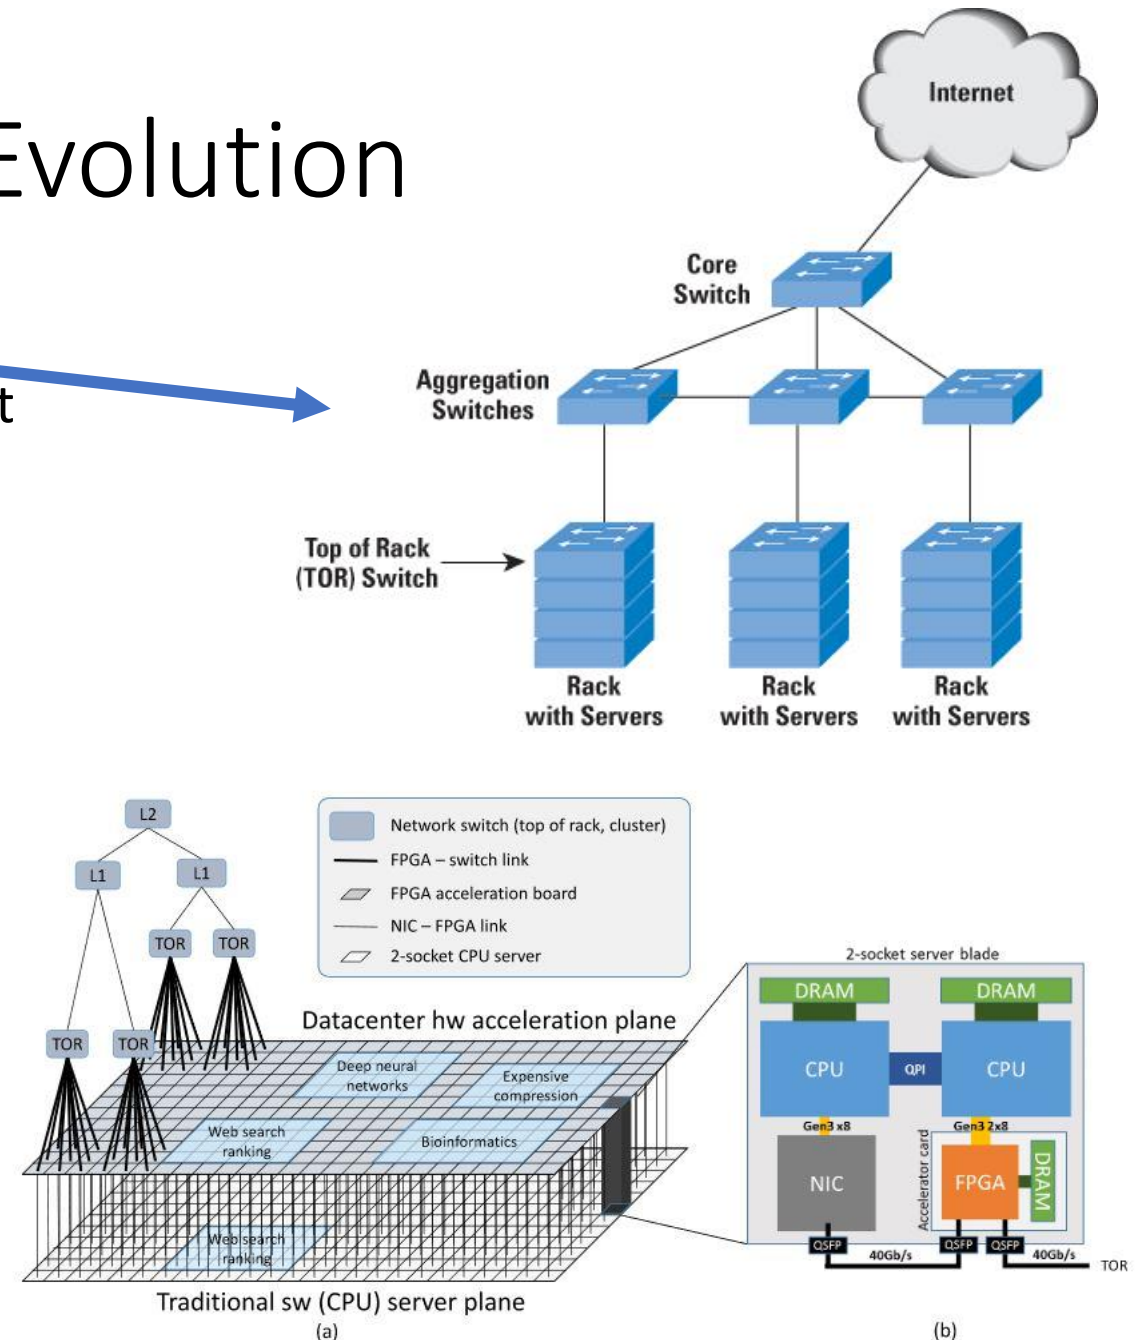 Evolution
t
Internet
Core
Switch
Aggregation
Switches
Top of Rack
(TOR) Switch
Rack
with Servers
Rack
with Servers
Rack
with Servers
L2
L1
L1
TOR
TOR
TOR
TOR
Network switch (top of rack, cluster)
FPGA – switch link
FPGA acceleration board
NIC – FPGA link
2-socket CPU server
Datacenter hw acceleration plane
Deep neural
networks
Expensive
compression
Web search
ranking
Bioinformatics
Web search
ranking
Traditional sw (CPU) server plane
(a)
2-socket server blade
DRAM
DRAM
CPU
QPI
CPU
Gen3 x8
Gen3 2x8
NIC
Accelerator card
FPGA
DRAM
QSFP
40Gb/s
QSFP
QSFP
40Gb/s
TOR
(b)